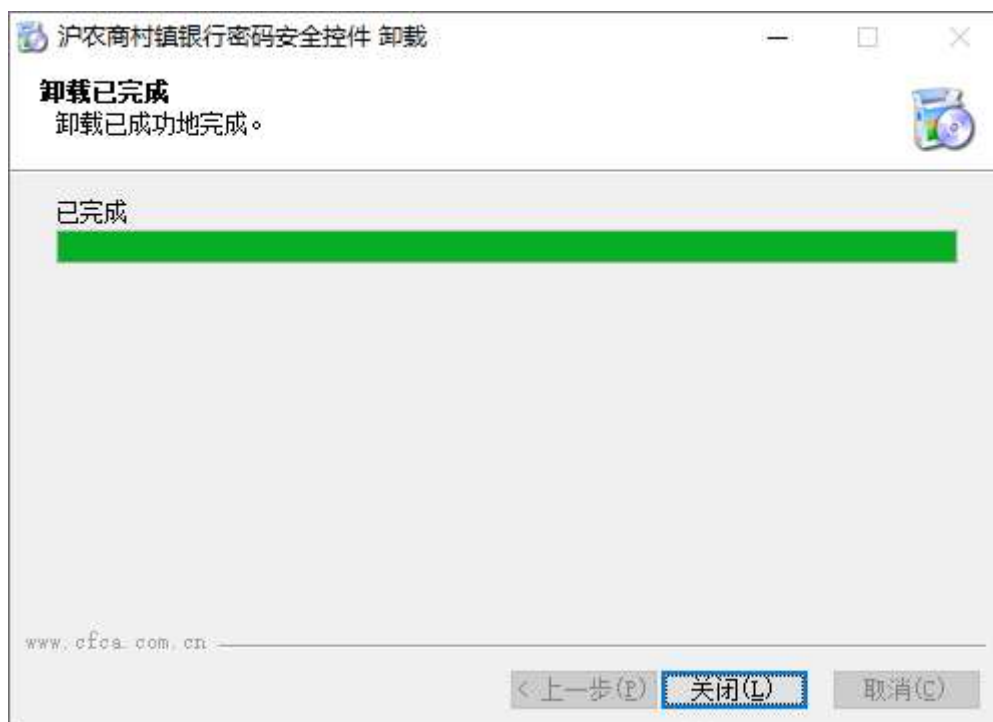 沪农商村镇银行密码安全控件 卸载
卸载已完成
卸载已成功地完成。
已完成
www.cfca.com.cn
< 上一步(P)
关闭(L)
取消(C)